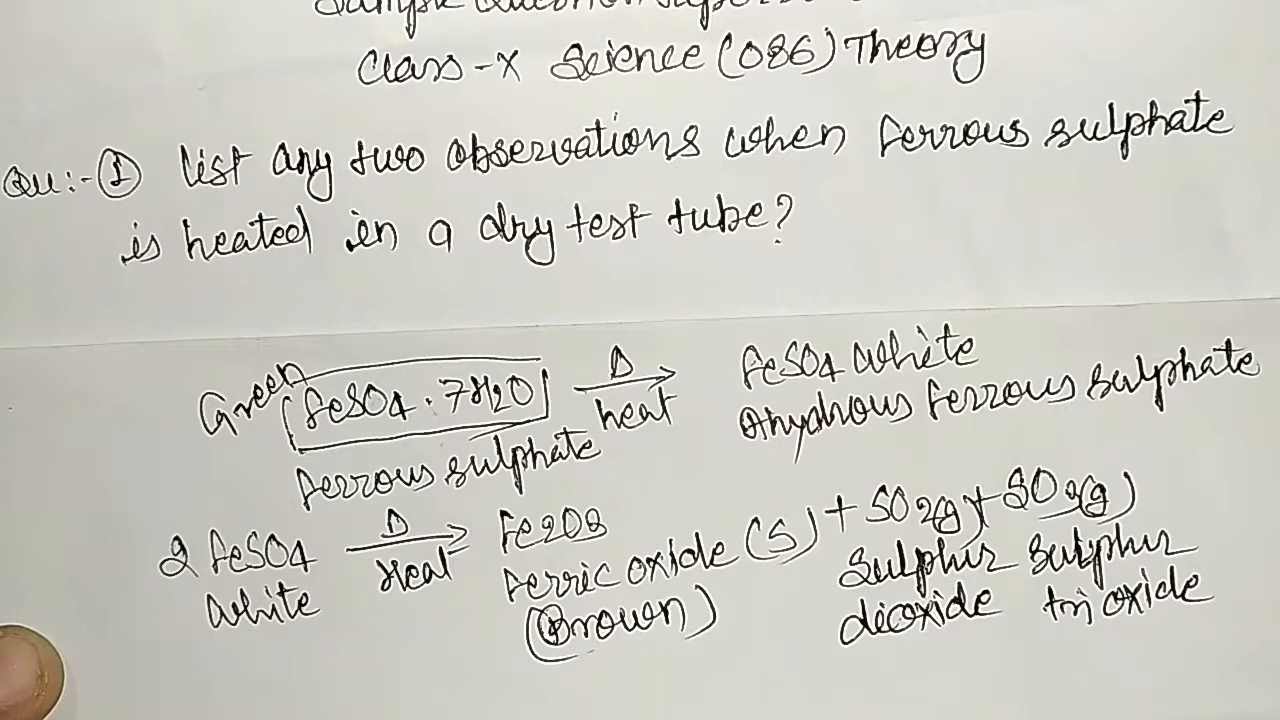 Class-X Science (086) Theory
Qu:-① List any two observations when ferrous sulphate
is heated in a dry test tube?
Green FeSO4.7H2O Δ heat FeSO4 White
ferrous sulphate Anhydrous ferrous sulphate
2 FeSO4 Δ Heat Fe2O3 (s) + SO2(g) + SO3(g)
White ferric oxide Sulphur dioxide Sulphur trioxide
(Brown)